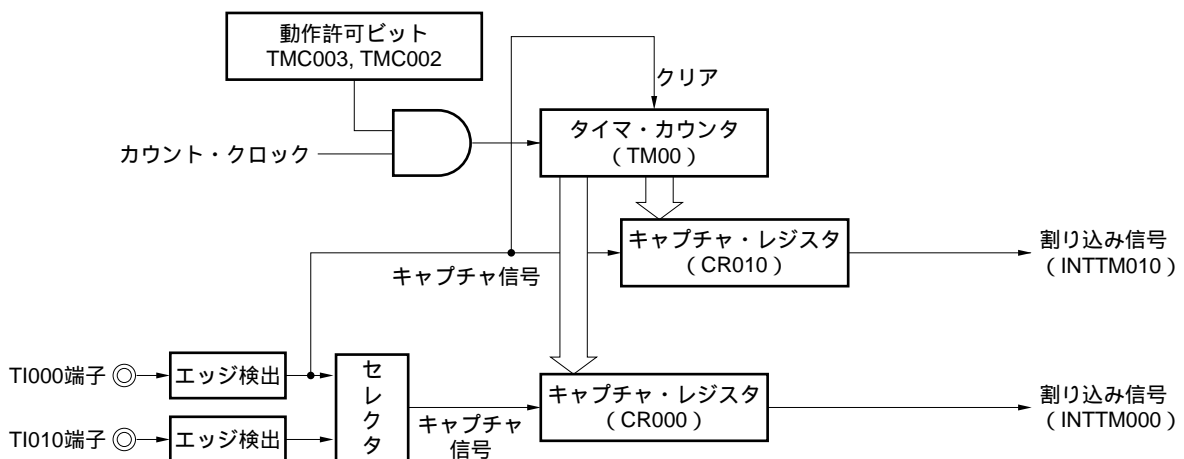 動作許可ビット
TMC003, TMC002
クリア
タイマ・カウンタ
（TM00）
カウント・クロック
キャプチャ・レジスタ
（CR010）
割り込み信号
（INTTM010）
キャプチャ信号
TI000端子
エッジ検出
セレクタ
キャプチャ・レジスタ
（CR000）
割り込み信号
（INTTM000）
TI010端子
エッジ検出
キャプチャ
信号